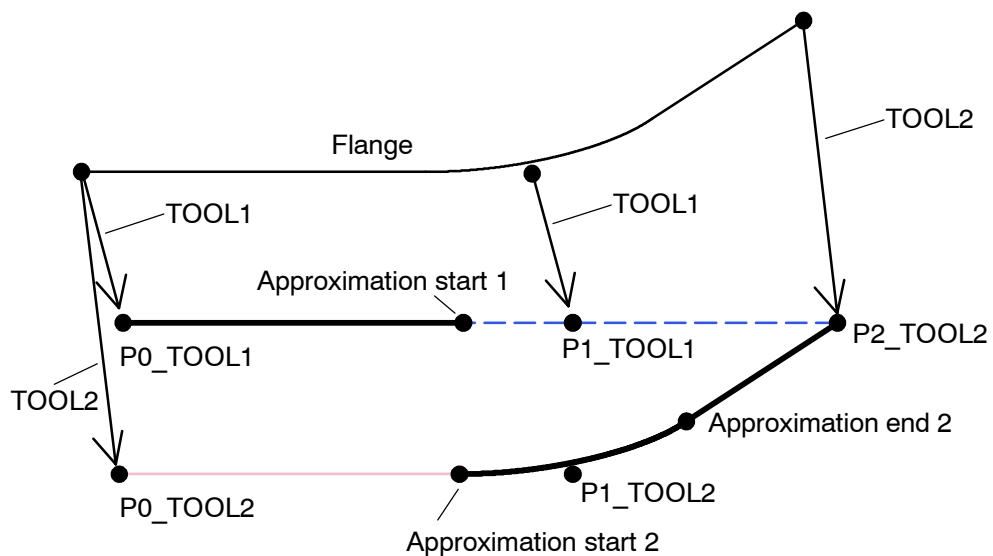 TOOL2
Flange
TOOL1
TOOL1
Approximation start 1
P0_TOOL1
P1_TOOL1
P2_TOOL2
TOOL2
Approximation end 2
P0_TOOL2
P1_TOOL2
Approximation start 2